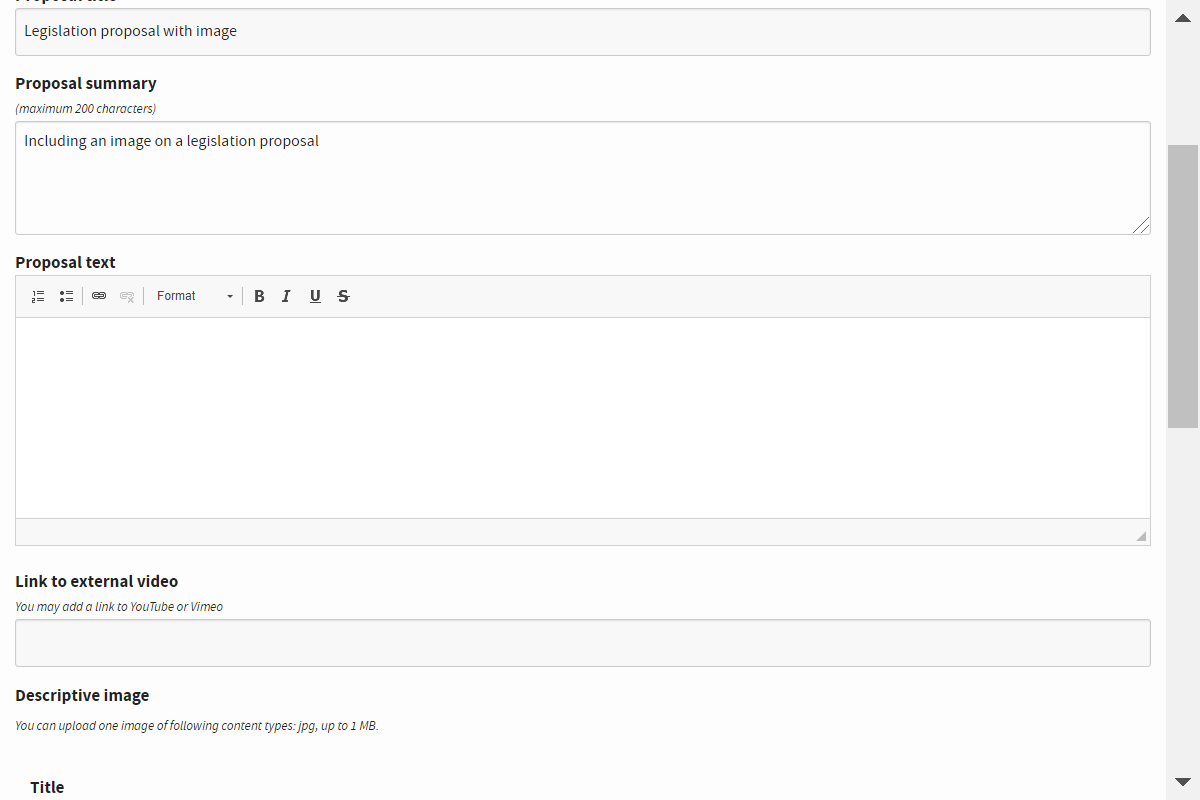 Proposal title
Legislation proposal with image
Proposal summary
(maximum 200 characters)
Including an image on a legislation proposal
Proposal text
Format
B I U S
Link to external video
You may add a link to YouTube or Vimeo
Descriptive image
You can upload one image of following content types: jpg, up to 1 MB.
Title